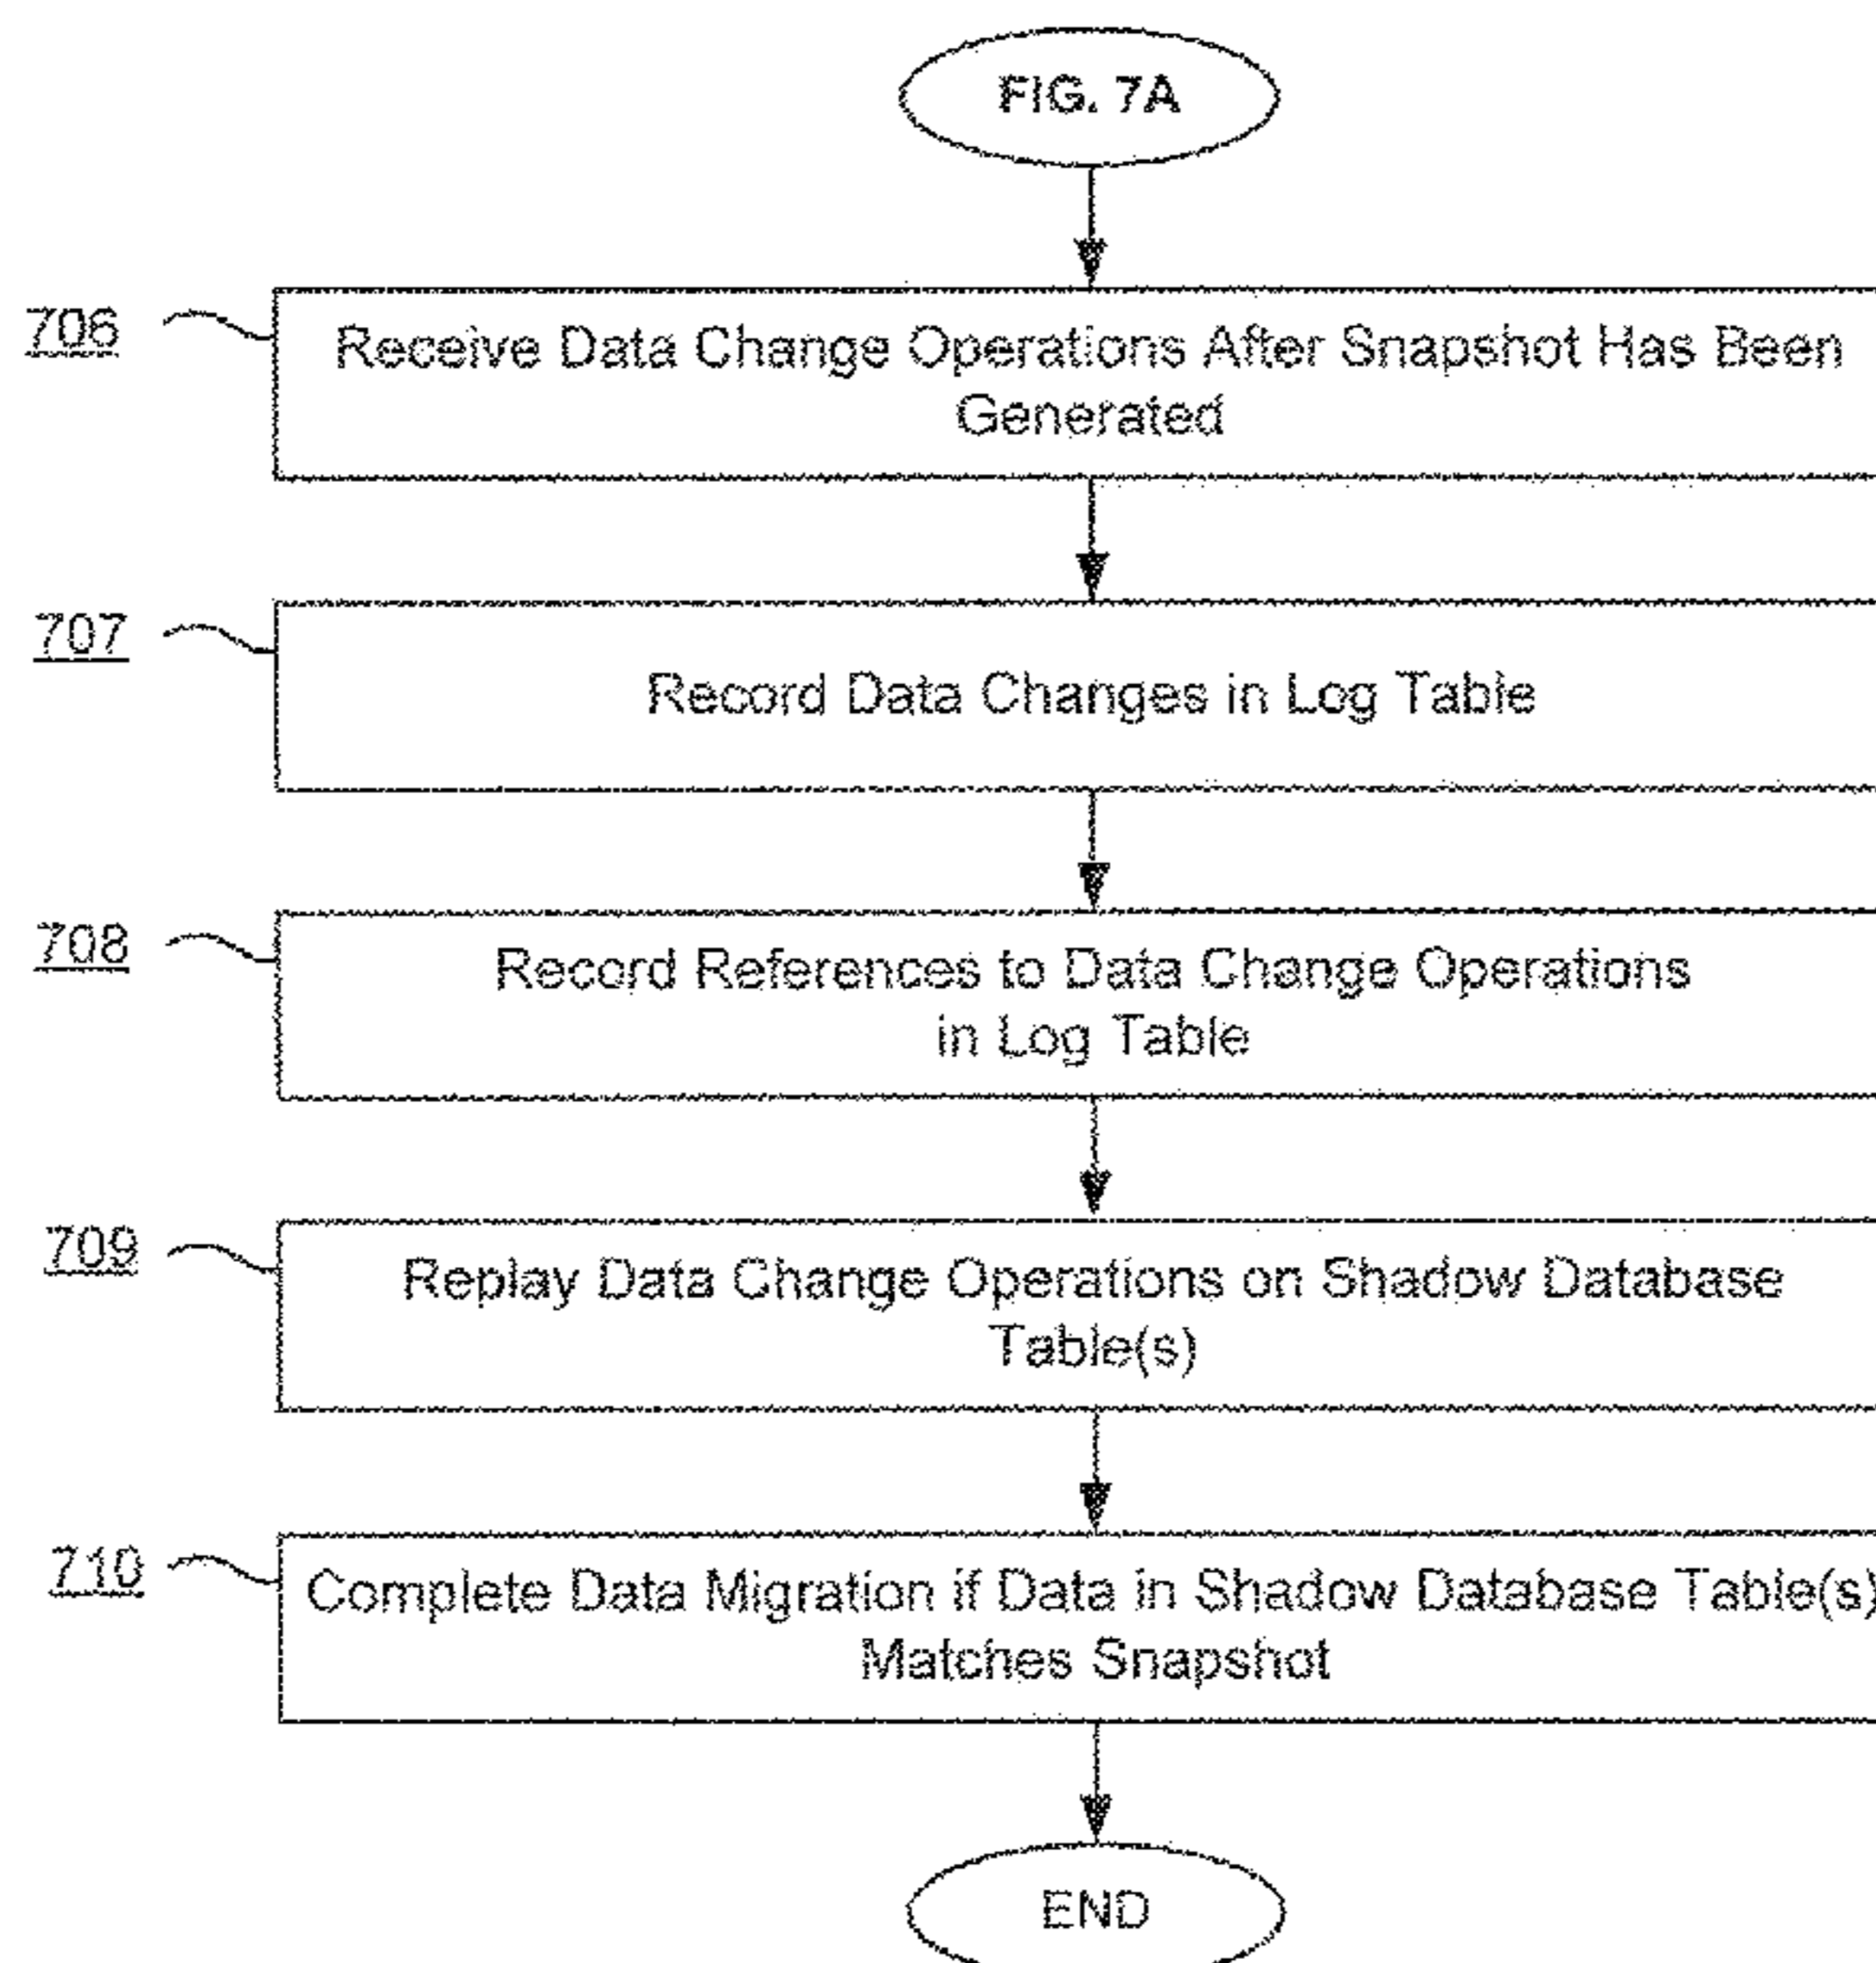 FIG. 7A
706
Receive Data Change Operations After Snapshot Has Been
Generated
707
Record Data Changes in Log Table
708
Record References to Data Change Operations
in Log Table
709
Replay Data Change Operations on Shadow Database
Table(s)
710
Complete Data Migration if Data in Shadow Database Table(s)
Matches Snapshot
END